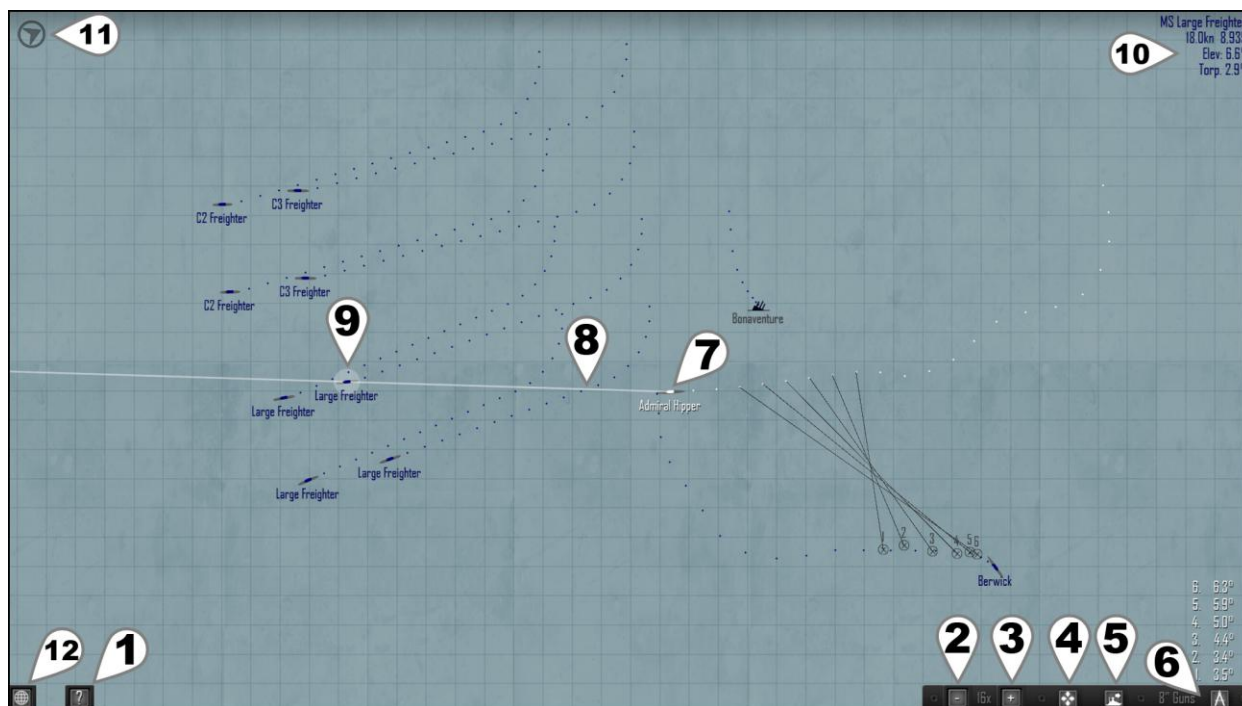 11
MS Large Freighte
18.0kn 8.93
10
Elev: 6.6
Torp. 2.9
C2 Freighter
C3 Freighter
C2 Freighter
C3 Freighter
Bonaventure
9
8
7
Large Freighter
Large Freighter
Admiral Hipper
Large Freighter
Large Freighter
1
2
3
4
5
6
Berwick
6. 6.3°
5. 5.9°
4. 5.0°
3. 4.4°
2. 3.4°
1. 3.5°
12
1
2
3
4
5
6
?
-
16x
+
8" Guns